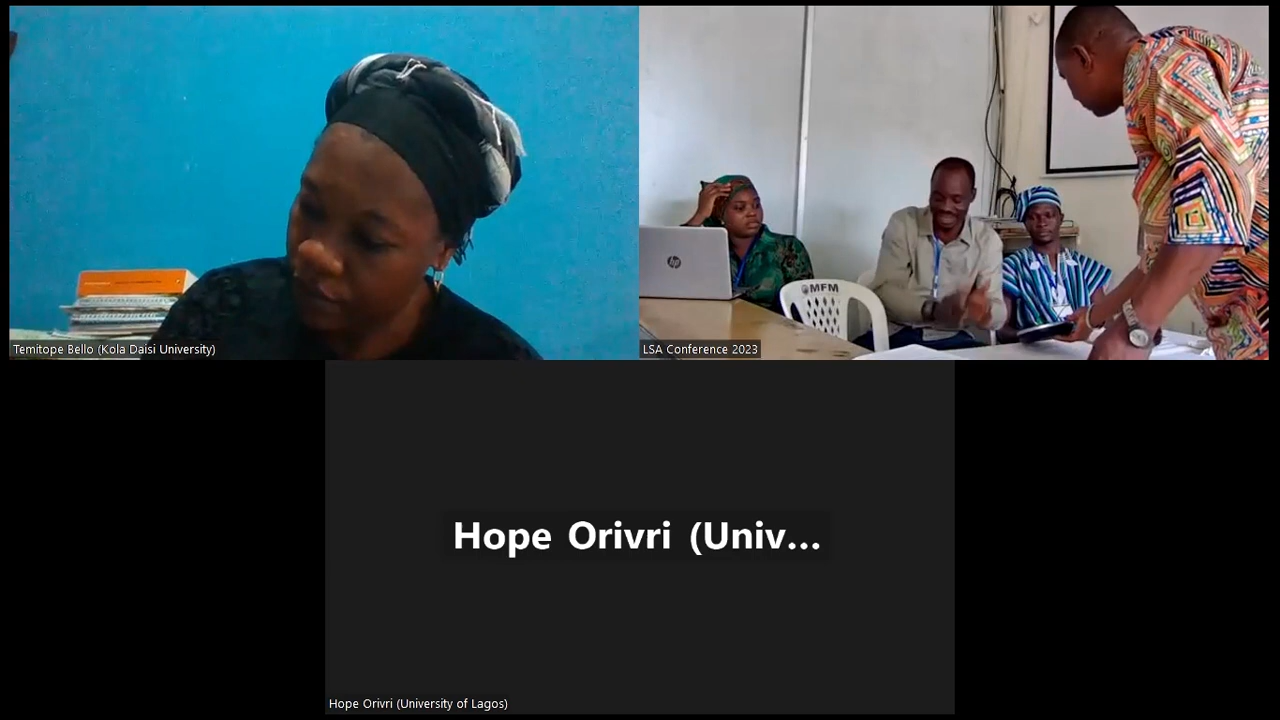 hp
MFM
Temitope Bello (Kola Daisi University)
LSA Conference 2023
Hope Orivri (Univ...
Hope Orivri (University of Lagos)